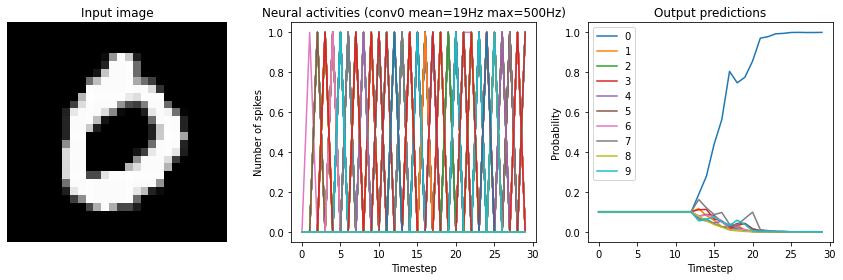 Input image
Neural activities (conv0 mean=19Hz max=500Hz)
Output predictions
Number of spikes
1.0
0.8
0.6
0.4
0.2
0.0
0 5 10 15 20 25 30
Timestep
Probability
1.0
0.8
0.6
0.4
0.2
0.0
0
1
2
3
4
5
6
7
8
9
0 5 10 15 20 25 30
Timestep